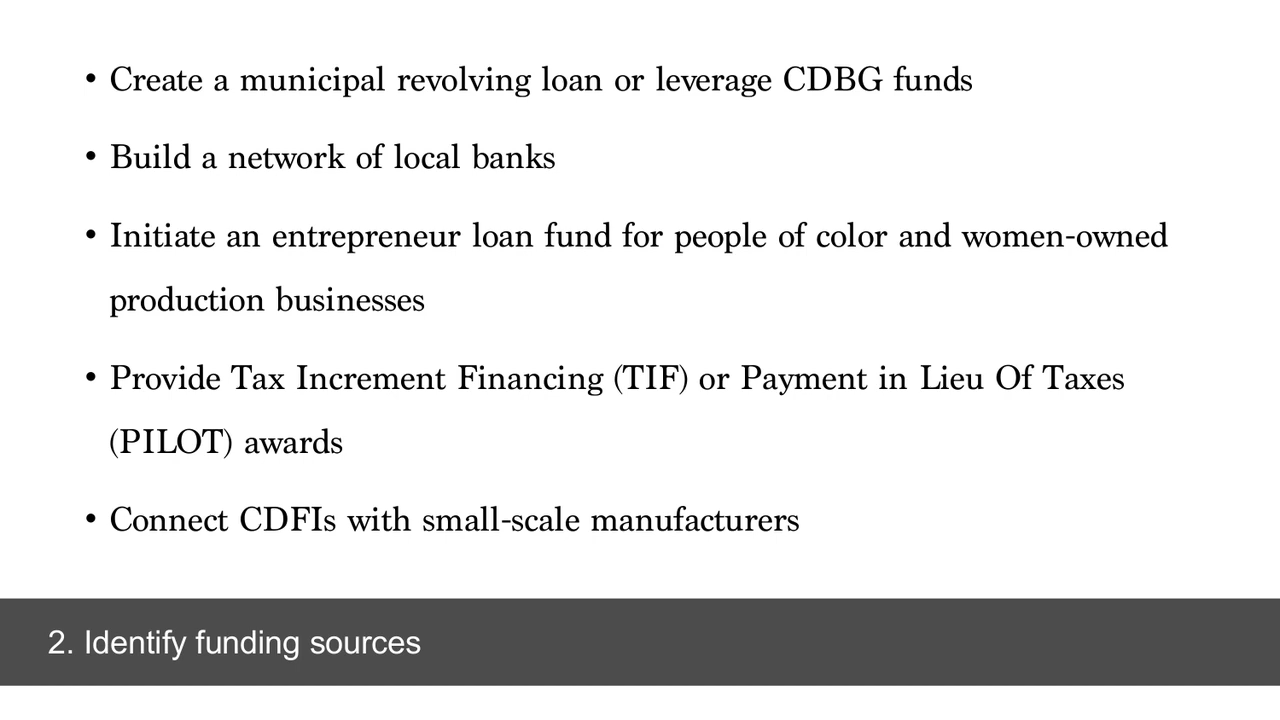 • Create a municipal revolving loan or leverage CDBG funds
• Build a network of local banks
• Initiate an entrepreneur loan fund for people of color and women-owned
production businesses
• Provide Tax Increment Financing (TIF) or Payment in Lieu Of Taxes
(PILOT) awards
• Connect CDFIs with small-scale manufacturers
2. Identify funding sources